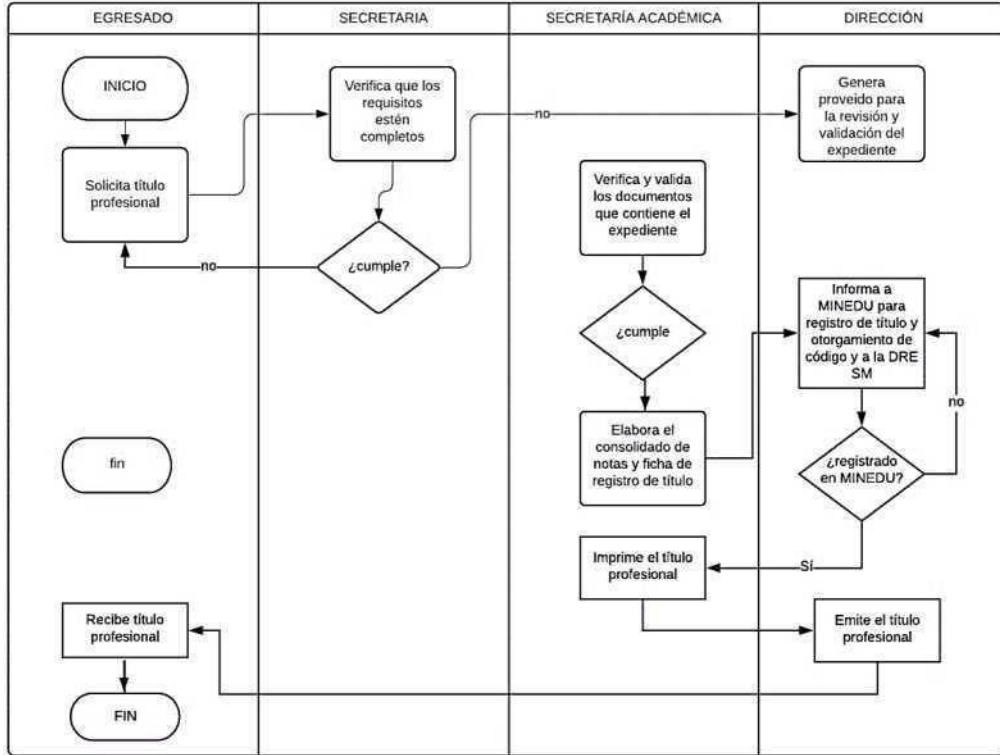 EGRESADO
SECRETARIA
SECRETARÍA ACADÉMICA
DIRECCIÓN
INICIO
Verifica que los
requisitos
estén
completos
no
Genera
proveido para
la revisión y
validación del
expediente
Solicita título
profesional
Verifica y valida
los documentos
que contiene el
expediente
no
¿cumple?
¿cumple
Informa a
MINEDU para
registro de título y
otorgamiento de
código y a la DRE
SM
no
fin
Elabora el
consolidado de
notas y ficha de
registro de título
¿registrado
en MINEDU?
Imprime el título
profesional
Sí
Recibe título
profesional
Emite el título
profesional
FIN